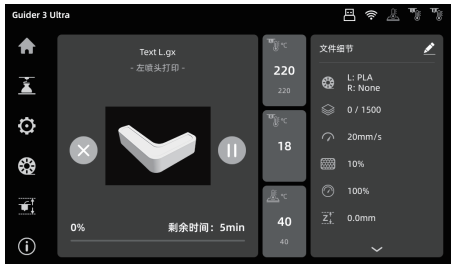 Guider 3 Ultra
Text L.gx
- 左喷头打印 -
0%
剩余时间：5min
℃
220
220
℃
18
℃
40
40
文件细节
L: PLA
R: None
0 / 1500
20mm/s
10%
100%
Z
0.0mm